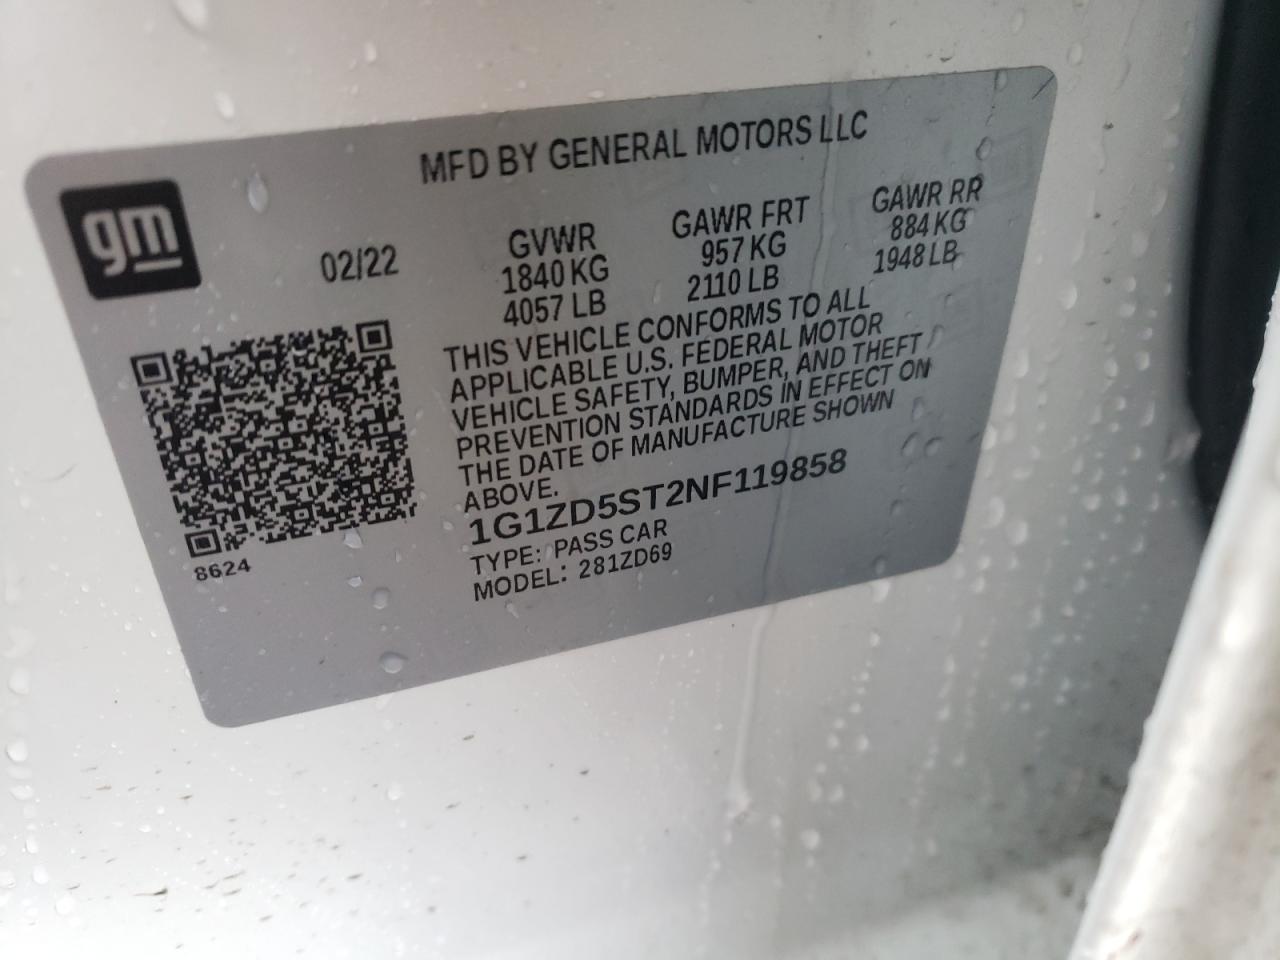 MFD BY GENERAL MOTORS LLC
gm
02/22
GVWR
1840 KG
4057 LB
GAWR FRT
957 KG
2110 LB
GAWR RR
884 KG
1948 LB
THIS VEHICLE CONFORMS TO ALL
APPLICABLE U.S. FEDERAL MOTOR
VEHICLE SAFETY, BUMPER, AND THEFT
PREVENTION STANDARDS IN EFFECT ON
THE DATE OF MANUFACTURE SHOWN
ABOVE.
1G1ZD5ST2NF119858
TYPE: PASS CAR
MODEL: 281ZD69
8624